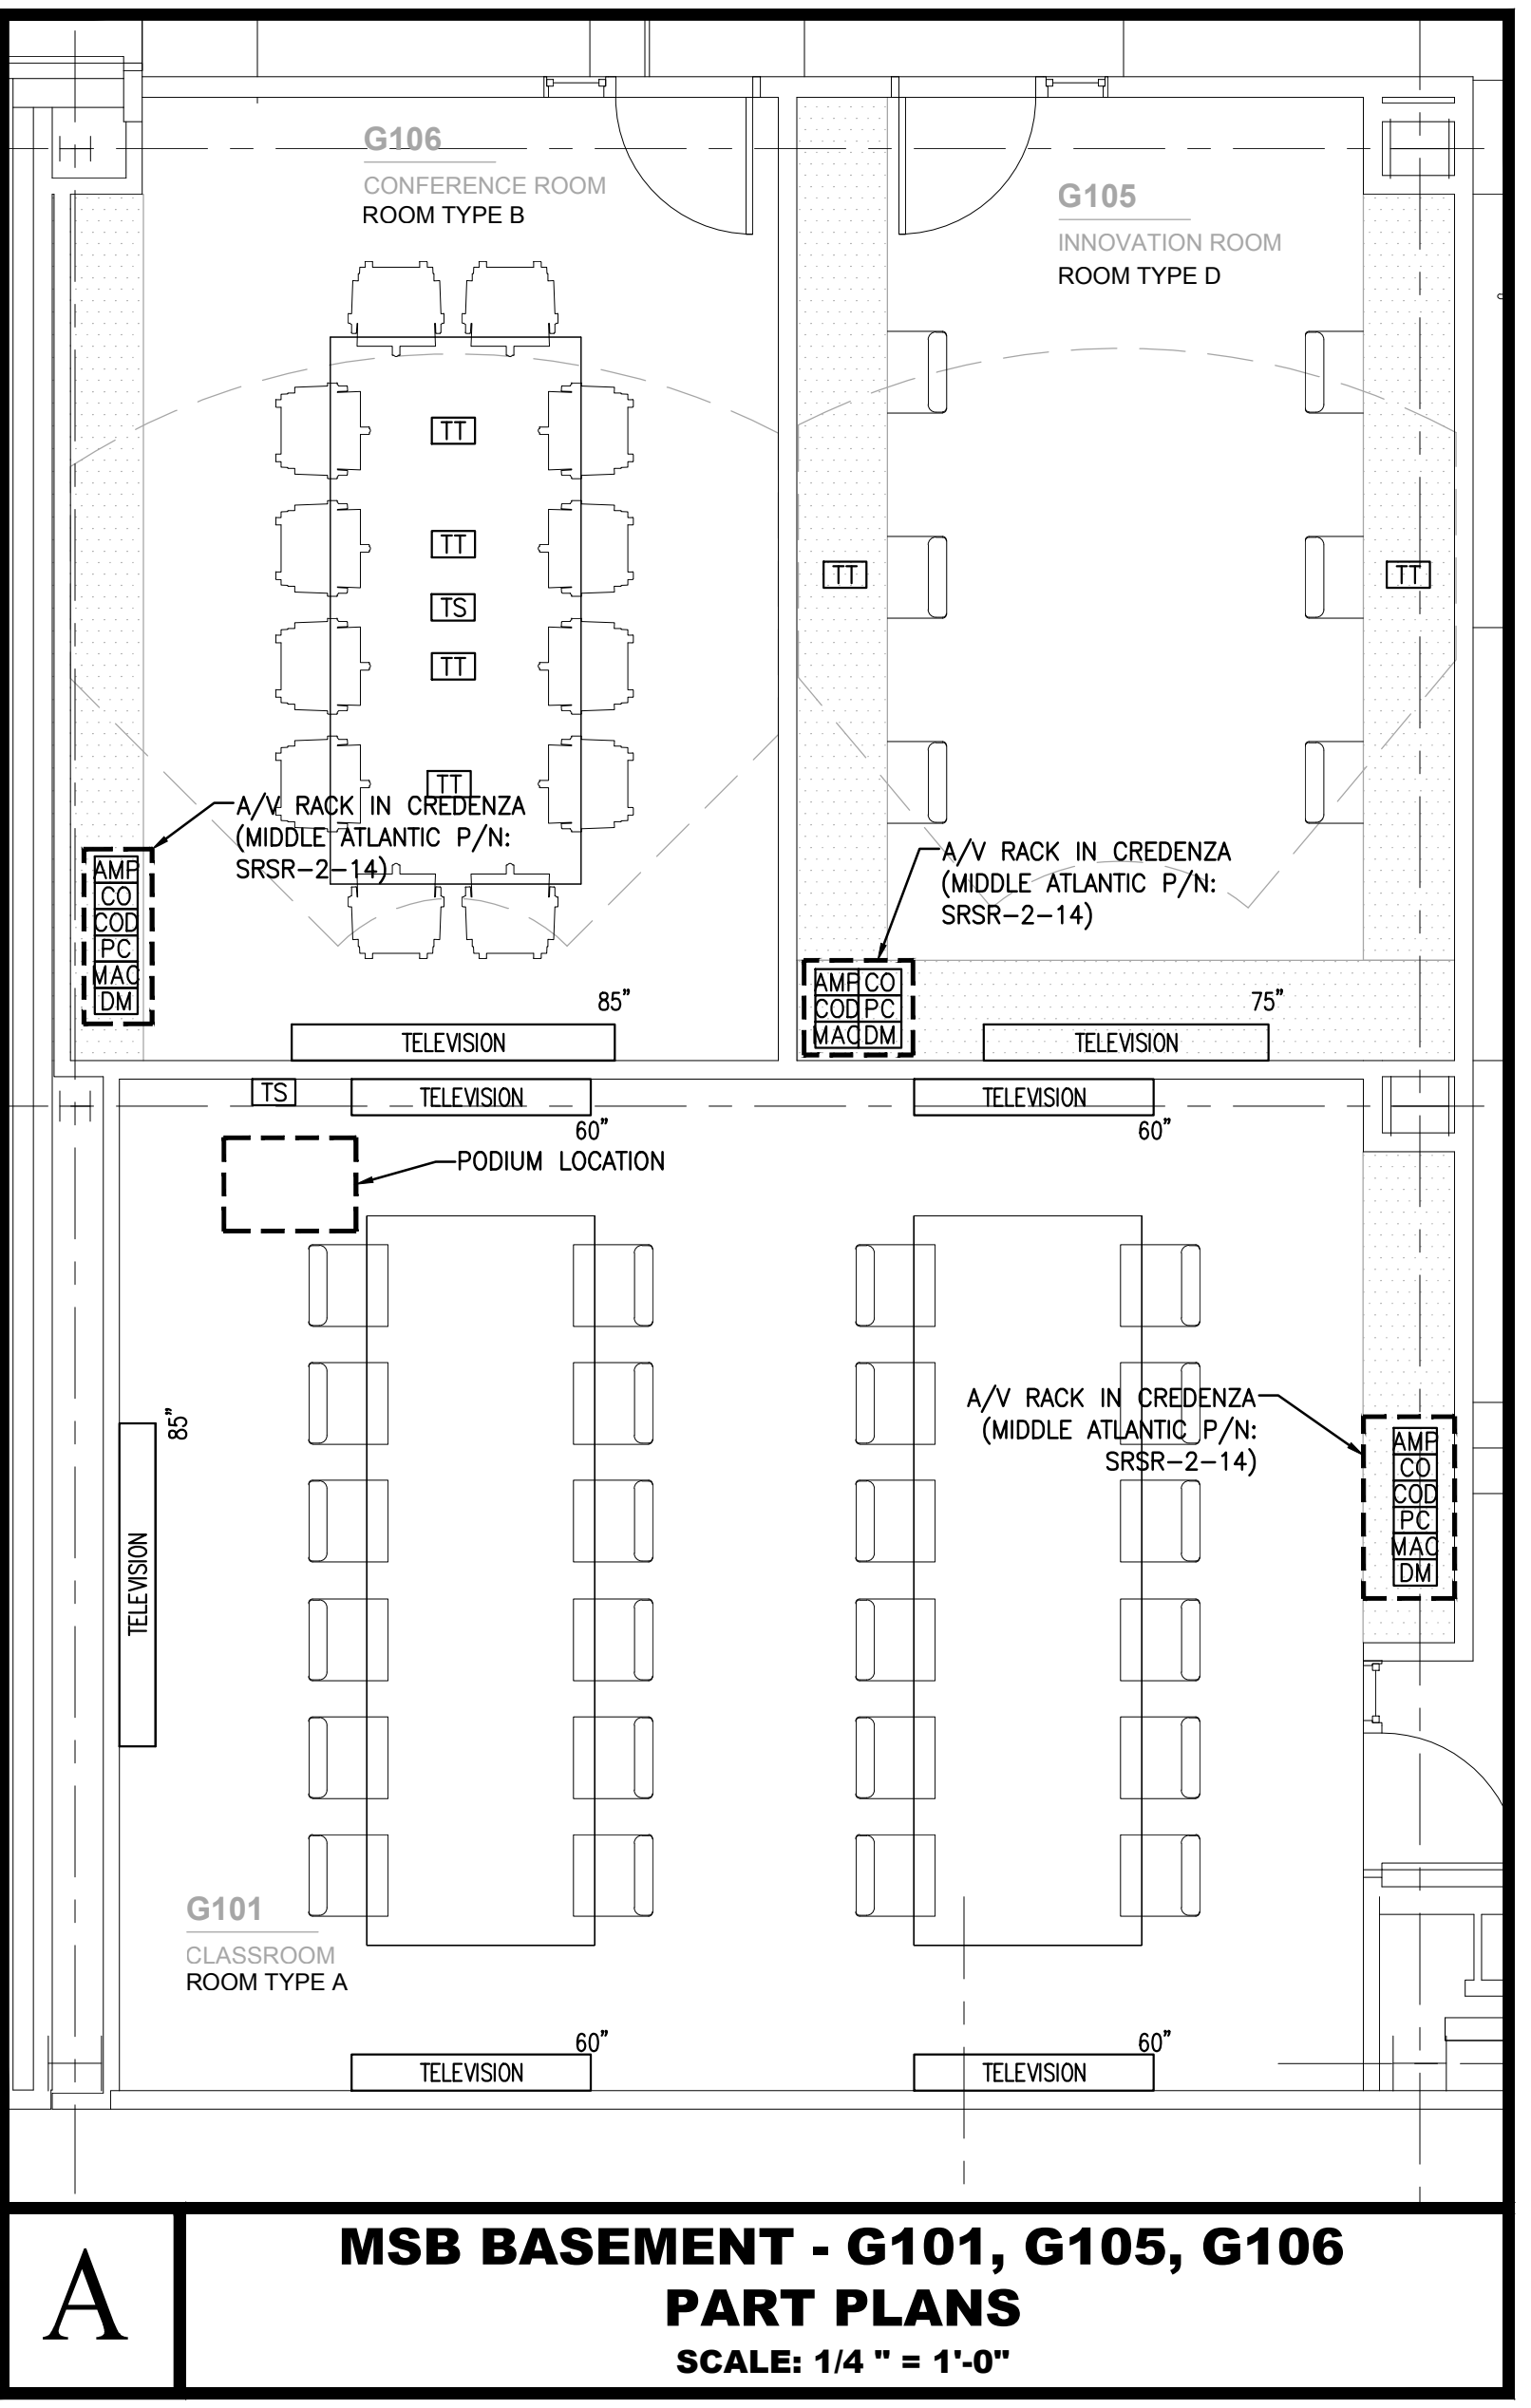 G106
CONFERENCE ROOM
ROOM TYPE B
G105
INNOVATION ROOM
ROOM TYPE D
TT
TT
TS
TT
TT
TT
TT
A/V RACK IN CREDENZA
(MIDDLE ATLANTIC P/N:
SRSR-2-14)
AMP
CO
COD
PC
MAC
DM
85"
TELEVISION
A/V RACK IN CREDENZA
(MIDDLE ATLANTIC P/N:
SRSR-2-14)
AMP CO
COD PC
MAC DM
75"
TELEVISION
TS
TELEVISION
60"
TELEVISION
60"
PODIUM LOCATION
85"
TELEVISION
A/V RACK IN CREDENZA
(MIDDLE ATLANTIC P/N:
SRSR-2-14)
AMP
CO
COD
PC
MAC
DM
G101
CLASSROOM
ROOM TYPE A
60"
TELEVISION
60"
TELEVISION
A
MSB BASEMENT - G101, G105, G106
PART PLANS
SCALE: 1/4 " = 1'-0"